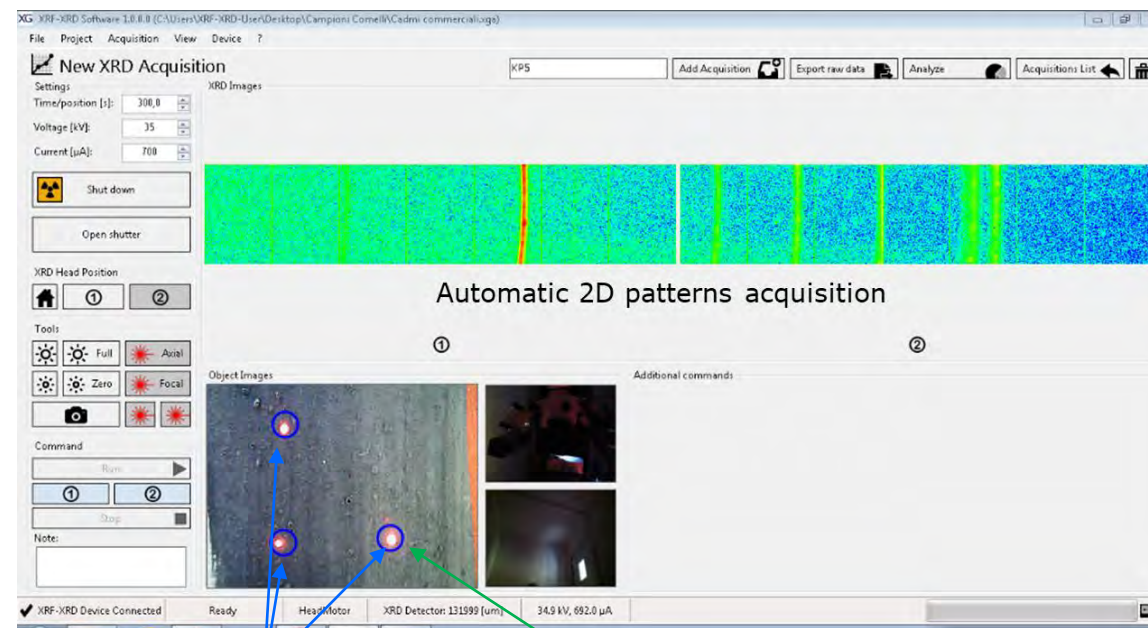 XG XRF-XRD Software 1.0.0.0 (C:\Users\XRF-XRD-User\Desktop\Campioni Cornelli\Cadmi commerciali.xga)
File Project Acquisition View Device ?
New XRD Acquisition
KP5
Add Acquisition
Export raw data
Analyze
Acquisitions List
Settings
XRD Images
Time/position [s]: 300,0
Voltage [kV]: 35
Current [µA]: 700
Shut down
Open shutter
XRD Head Position
① ②
Automatic 2D patterns acquisition
① ②
Tools
Full Axial
Zero Focal
Object Images
Additional commands
Command
Run
① ②
Stop
Note:
XRF-XRD Device Connected Ready HeadMotor XRD Detector: 131999 [um] 34.9 kV, 692.0 µA